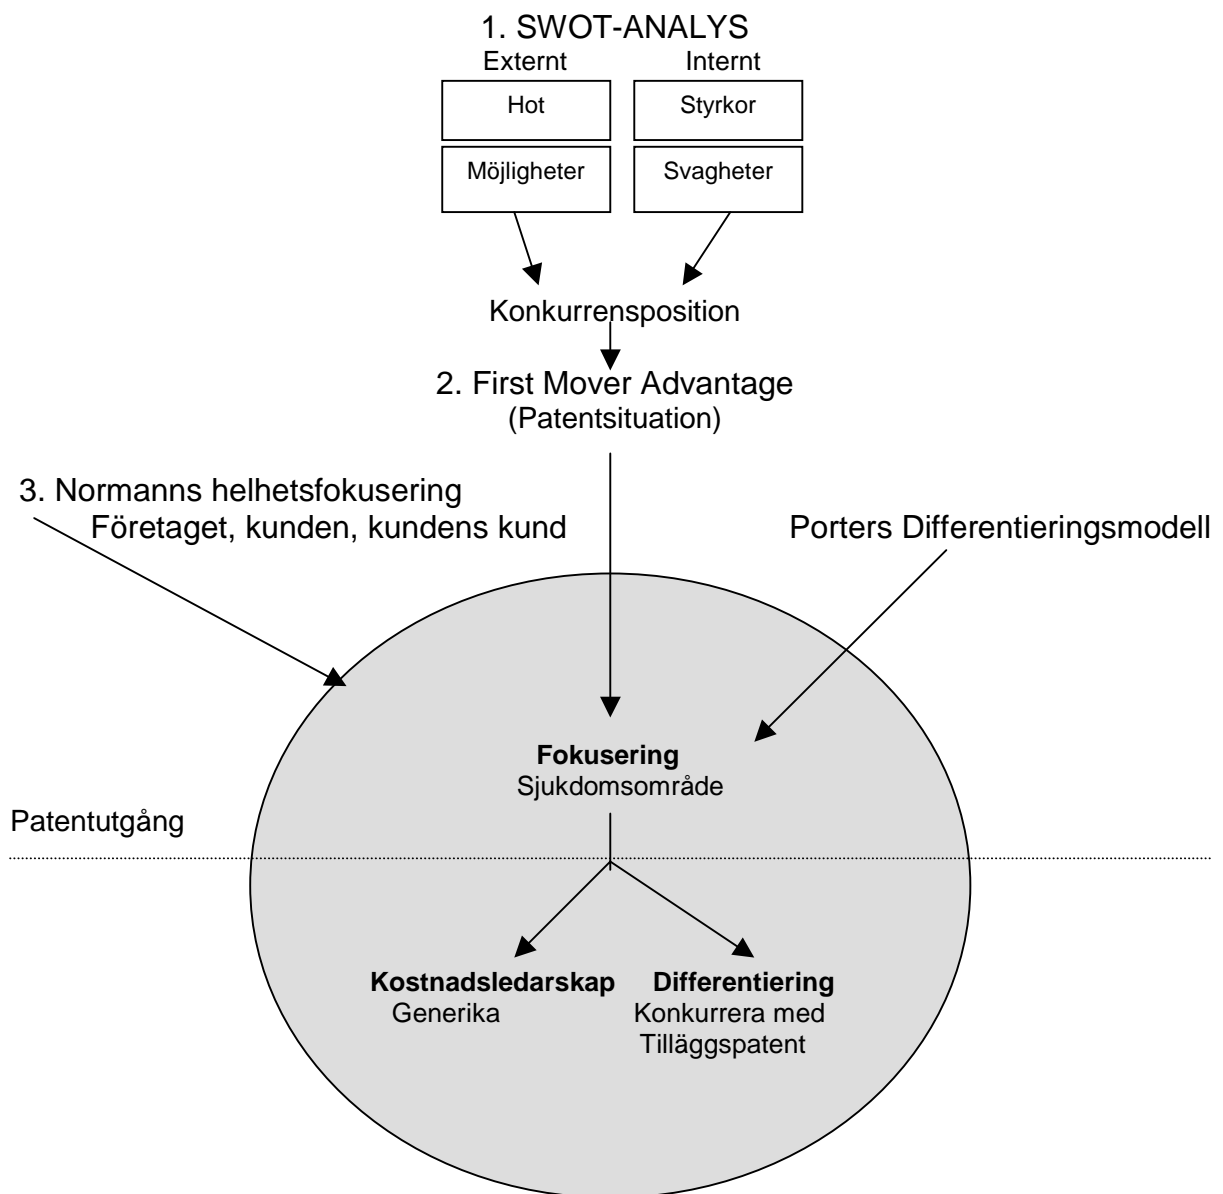 1. SWOT-ANALYS
Externt Internt
Hot Styrkor
Möjligheter Svagheter
Konkurrensposition
2. First Mover Advantage
(Patentsituation)
3. Normanns helhetsfokusering
Företaget, kunden, kundens kund
Porters Differentieringsmodell
Fokusering
Sjukdomsområde
Patentutgång
Kostnadsledarskap
Generika
Differentiering
Konkurrera med
Tilläggspatent